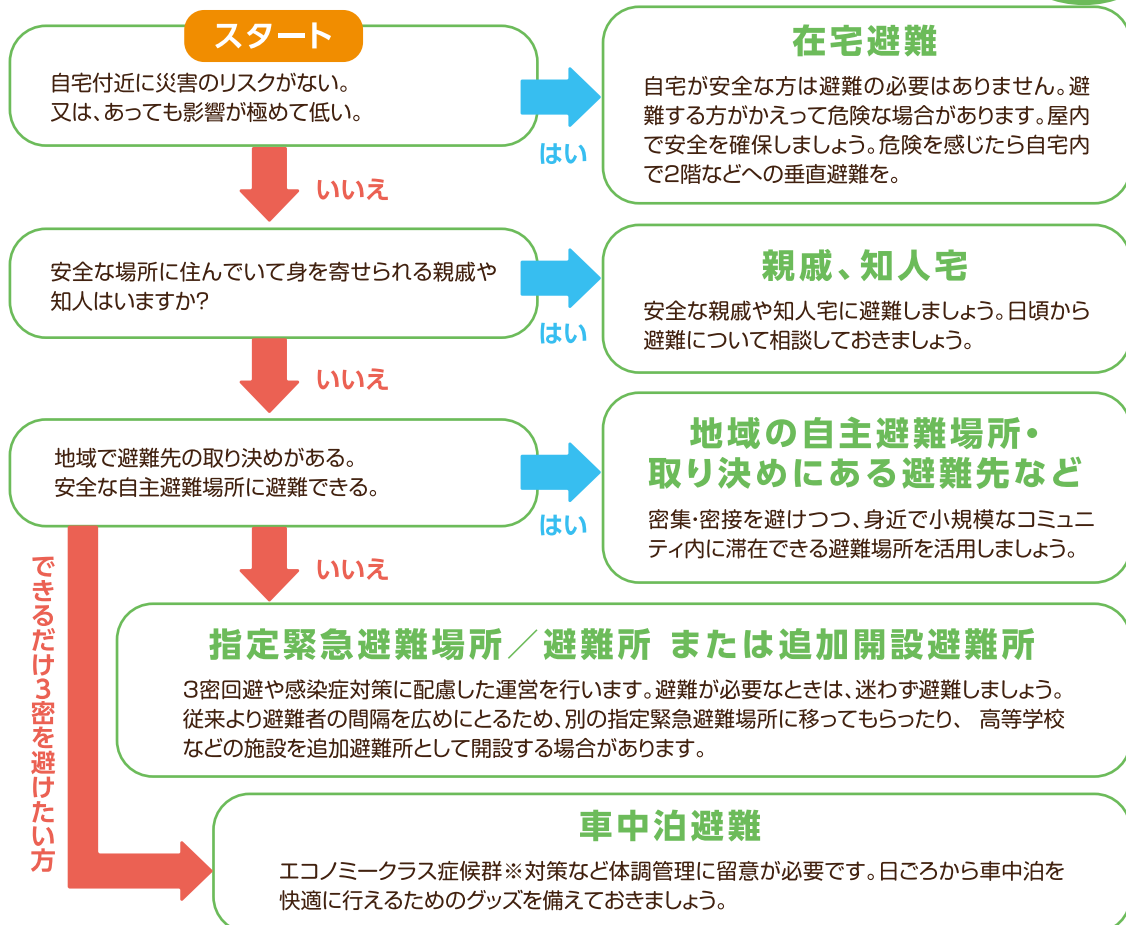 スタート
自宅付近に災害のリスクがない。
又は、あっても影響が極めて低い。
はい
在宅避難
自宅が安全な方は避難の必要はありません。避
難する方がかえって危険な場合があります。屋内
で安全を確保しましょう。危険を感じたら自宅内
で2階などへの垂直避難を。
いいえ
安全な場所に住んでいて身を寄せられる親戚や
知人はいますか?
はい
親戚、知人宅
安全な親戚や知人宅に避難しましょう。日頃から
避難について相談しておきましょう。
いいえ
地域で避難先の取り決めがある。
安全な自主避難場所に避難できる。
はい
地域の自主避難場所・
取り決めにある避難先など
密集・密接を避けつつ、身近で小規模なコミュニ
ティ内に滞在できる避難場所を活用しましょう。
いいえ
できるだけ3密を避けたい方
指定緊急避難場所／避難所 または追加開設避難所
3密回避や感染症対策に配慮した運営を行います。避難が必要なときは、迷わず避難しましょう。
従来より避難者の間隔を広めにとるため、別の指定緊急避難場所に移ってもらったり、 高等学校
などの施設を追加避難所として開設する場合があります。
車中泊避難
エコノミークラス症候群※対策など体調管理に留意が必要です。日ごろから車中泊を
快適に行えるためのグッズを備えておきましょう。